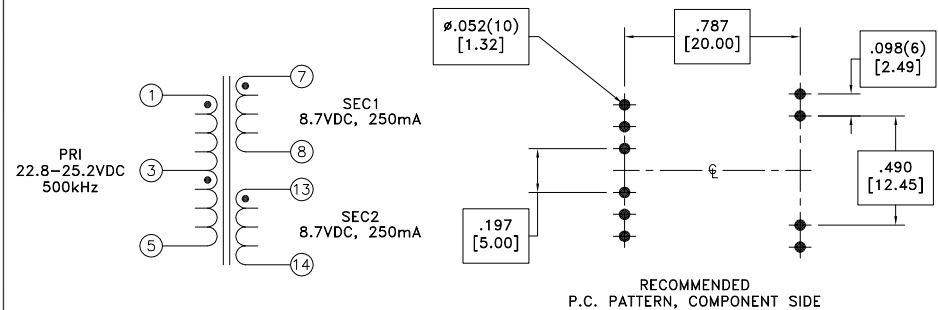 1
3
5
7
8
13
14
PRI
22.8-25.2VDC
500kHz
SEC1
8.7VDC, 250mA
SEC2
8.7VDC, 250mA
ø.052(10)
[1.32]
.787
[20.00]
.098(6)
[2.49]
.490
[12.45]
.197
[5.00]
℄
RECOMMENDED
P.C. PATTERN, COMPONENT SIDE